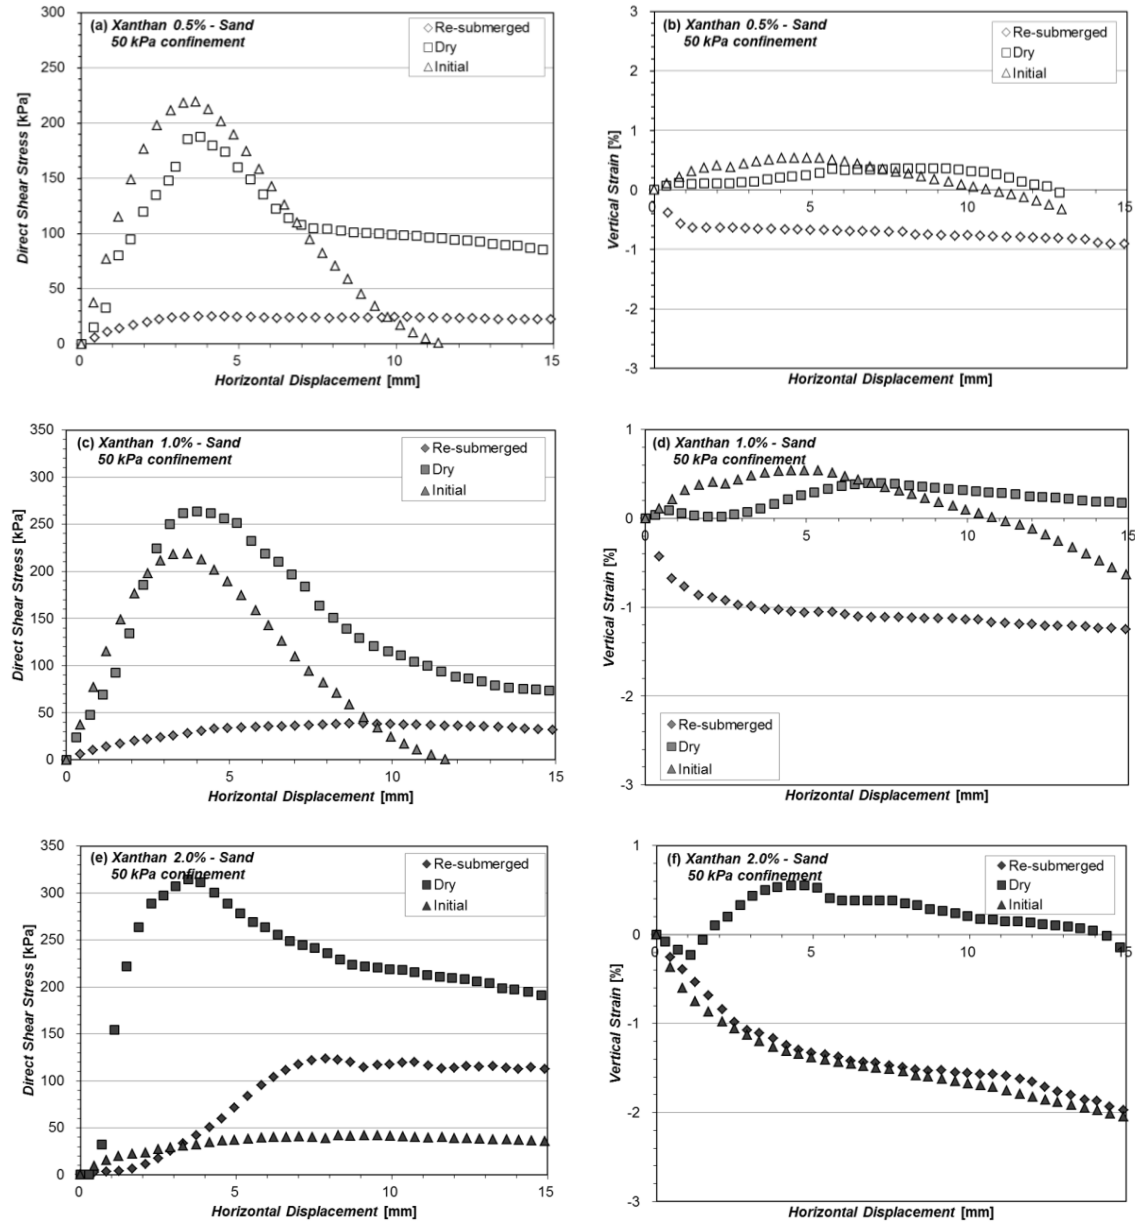 (a) Xanthan 0.5% - Sand
50 kPa confinement
Re-submerged
Dry
Initial
300
250
200
150
100
50
0
Direct Shear Stress [kPa]
0 5 10 15
Horizontal Displacement [mm]
(b) Xanthan 0.5% - Sand
50 kPa confinement
Re-submerged
Dry
Initial
3
2
1
0
-1
-2
-3
Vertical Strain [%]
0 5 10 15
Horizontal Displacement [mm]
(c) Xanthan 1.0% - Sand
50 kPa confinement
Re-submerged
Dry
Initial
350
300
250
200
150
100
50
0
Direct Shear Stress [kPa]
0 5 10 15
Horizontal Displacement [mm]
(d) Xanthan 1.0% - Sand
50 kPa confinement
1
0
-1
-2
-3
Vertical Strain [%]
0 5 10 15
Re-submerged
Dry
Initial
Horizontal Displacement [mm]
(e) Xanthan 2.0% - Sand
50 kPa confinement
Re-submerged
Dry
Initial
350
300
250
200
150
100
50
0
Direct Shear Stress [kPa]
0 5 10 15
Horizontal Displacement [mm]
(f) Xanthan 2.0% - Sand
50 kPa confinement
Re-submerged
Dry
Initial
1
0
-1
-2
-3
Vertical Strain [%]
0 5 10 15
Horizontal Displacement [mm]